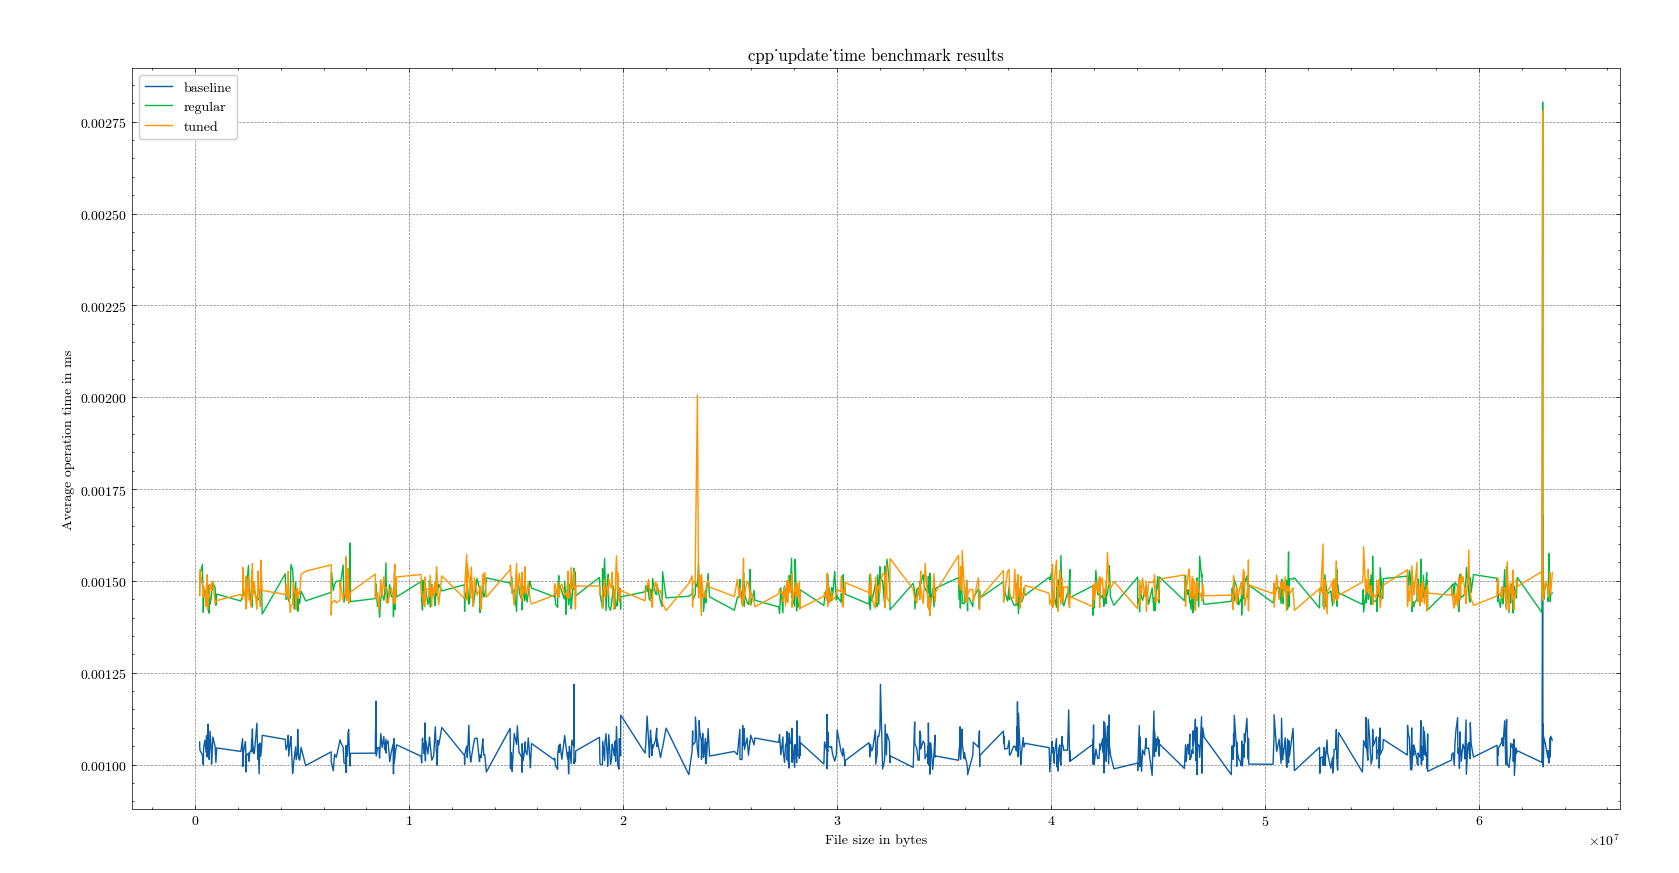 cpp˙update˙time benchmark results
baseline
regular
tuned
Average operation time in ms
0.00275
0.00250
0.00225
0.00200
0.00175
0.00150
0.00125
0.00100
0 1 2 3 4 5 6
File size in bytes
×10⁷